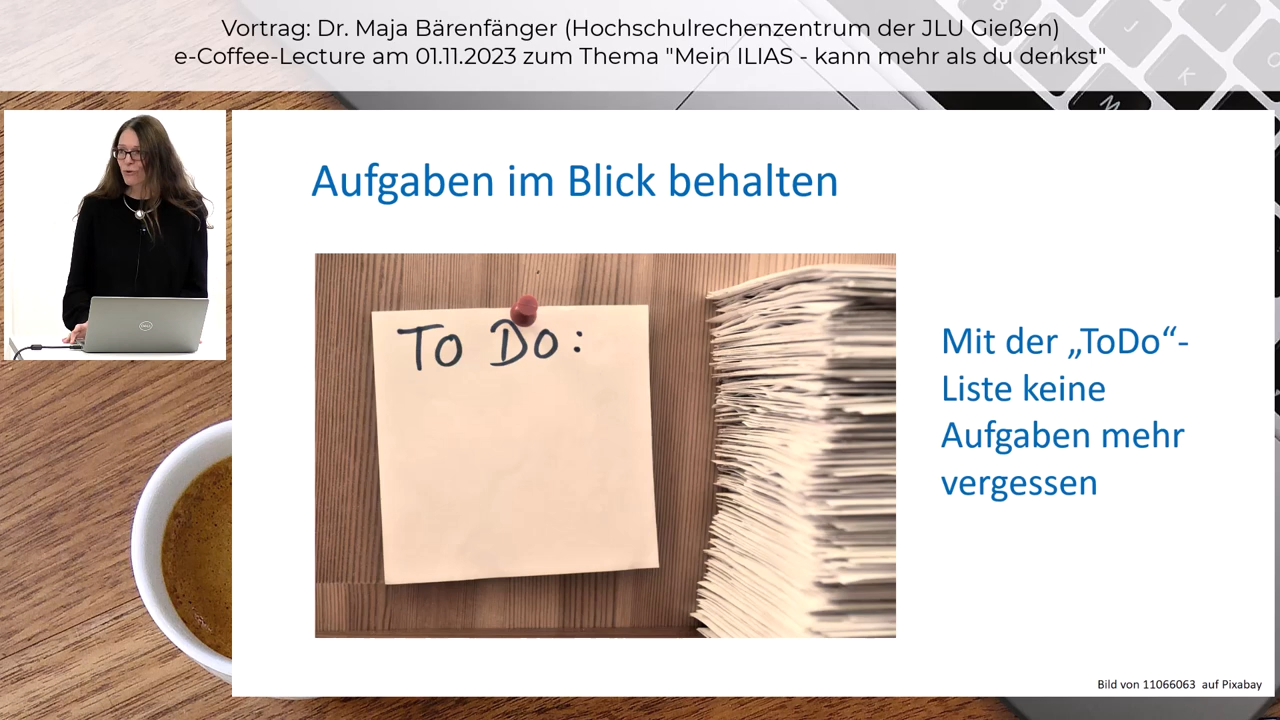 Vortrag: Dr. Maja Bärenfänger (Hochschulrechenzentrum der JLU Gießen)
e-Coffee-Lecture am 01.11.2023 zum Thema "Mein ILIAS - kann mehr als du denkst"
B
I
K
M
DELL
Aufgaben im Blick behalten
To Do:
Mit der „ToDo“-
Liste keine
Aufgaben mehr
vergessen
Bild von 11066063 auf Pixabay